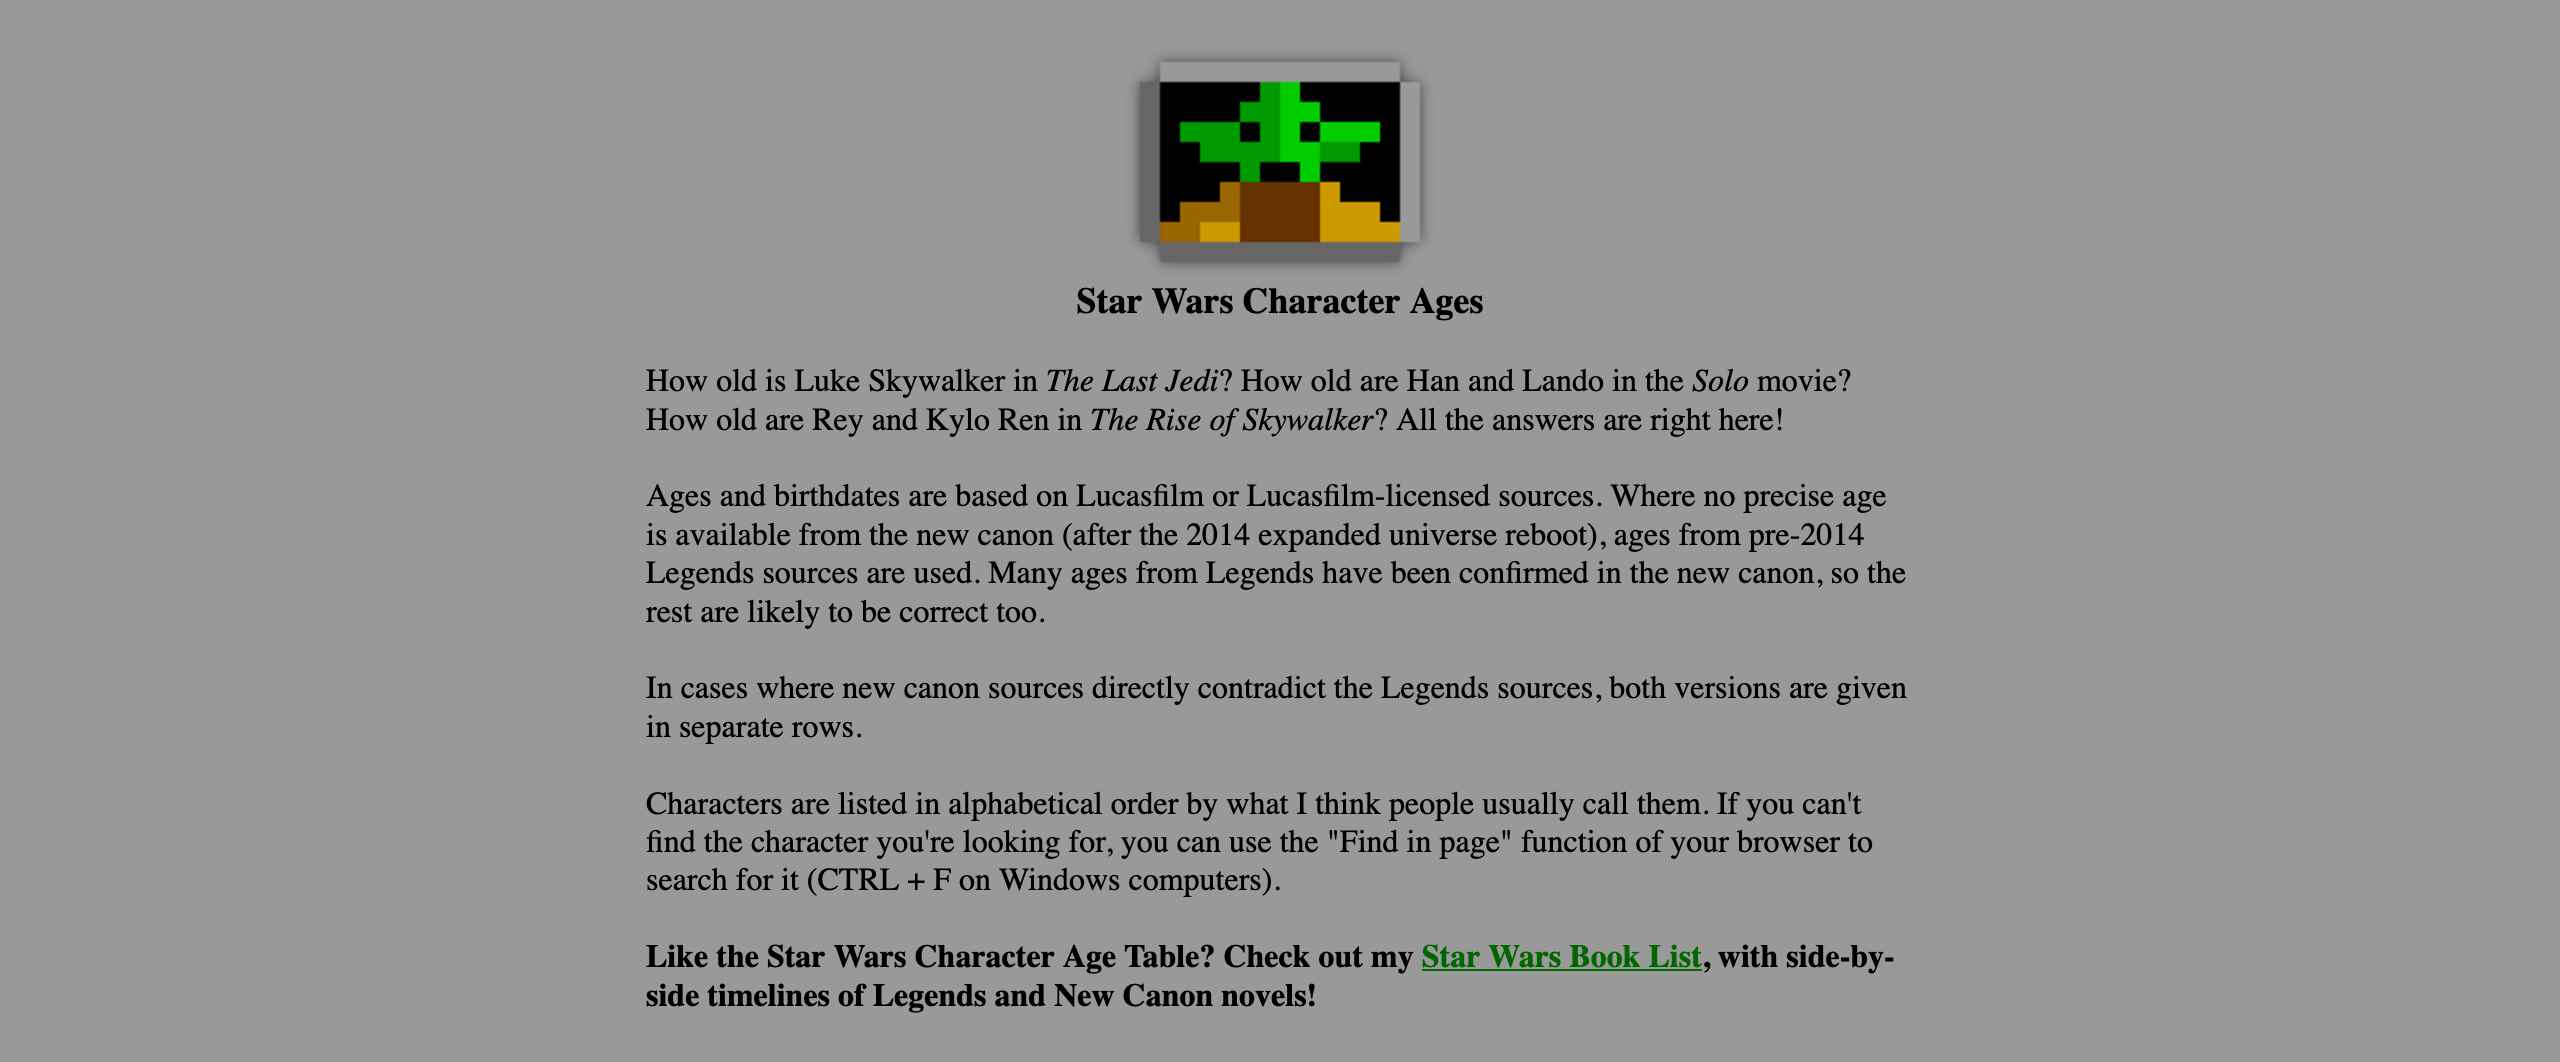 Star Wars Character Ages
How old is Luke Skywalker in The Last Jedi? How old are Han and Lando in the Solo movie?
How old are Rey and Kylo Ren in The Rise of Skywalker? All the answers are right here!
Ages and birthdates are based on Lucasfilm or Lucasfilm-licensed sources. Where no precise age
is available from the new canon (after the 2014 expanded universe reboot), ages from pre-2014
Legends sources are used. Many ages from Legends have been confirmed in the new canon, so the
rest are likely to be correct too.
In cases where new canon sources directly contradict the Legends sources, both versions are given
in separate rows.
Characters are listed in alphabetical order by what I think people usually call them. If you can't
find the character you're looking for, you can use the "Find in page" function of your browser to
search for it (CTRL + F on Windows computers).
Like the Star Wars Character Age Table? Check out my Star Wars Book List, with side-by-
side timelines of Legends and New Canon novels!